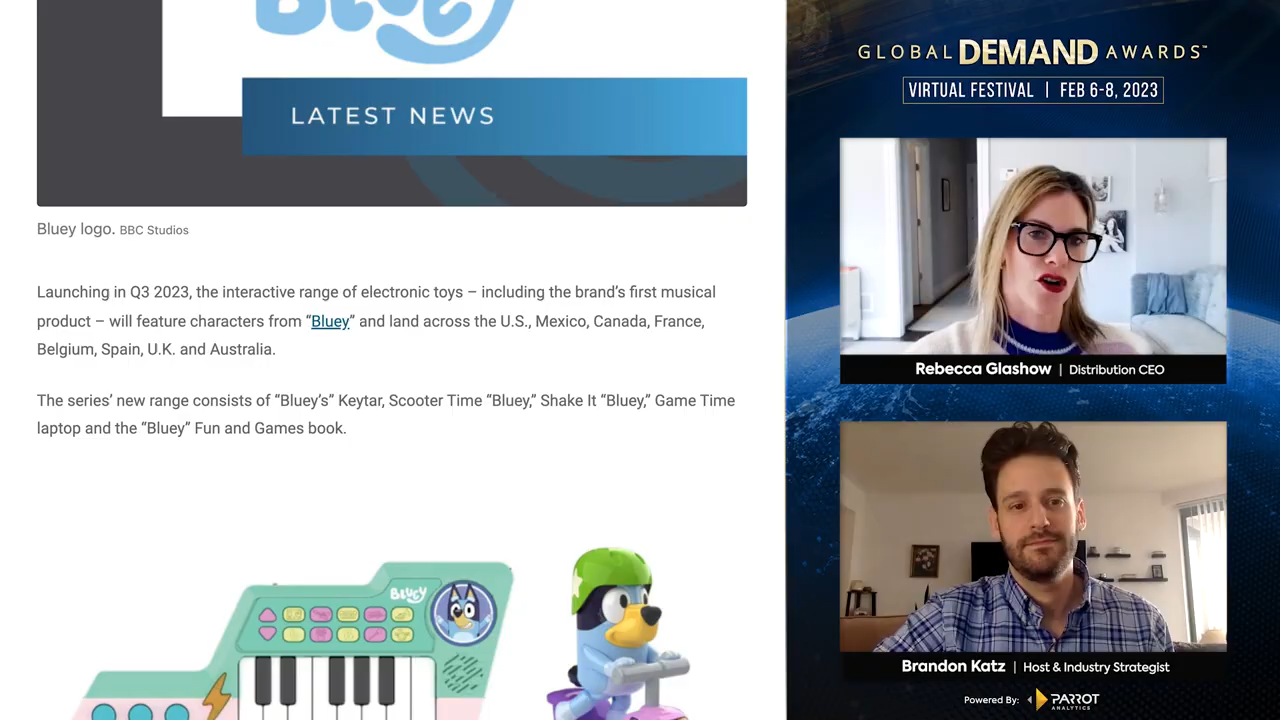 Bluey
LATEST NEWS
Bluey logo. BBC Studios
Launching in Q3 2023, the interactive range of electronic toys – including the brand’s first musical
product – will feature characters from “Bluey” and land across the U.S., Mexico, Canada, France,
Belgium, Spain, U.K. and Australia.
The series’ new range consists of “Bluey’s” Keytar, Scooter Time “Bluey,” Shake It “Bluey,” Game Time
laptop and the “Bluey” Fun and Games book.
BLUEY
GLOBAL DEMAND AWARDS™
VIRTUAL FESTIVAL | FEB 6-8, 2023
Rebecca Glashow | Distribution CEO
Brandon Katz | Host & Industry Strategist
Powered By: PARROT
ANALYTICS